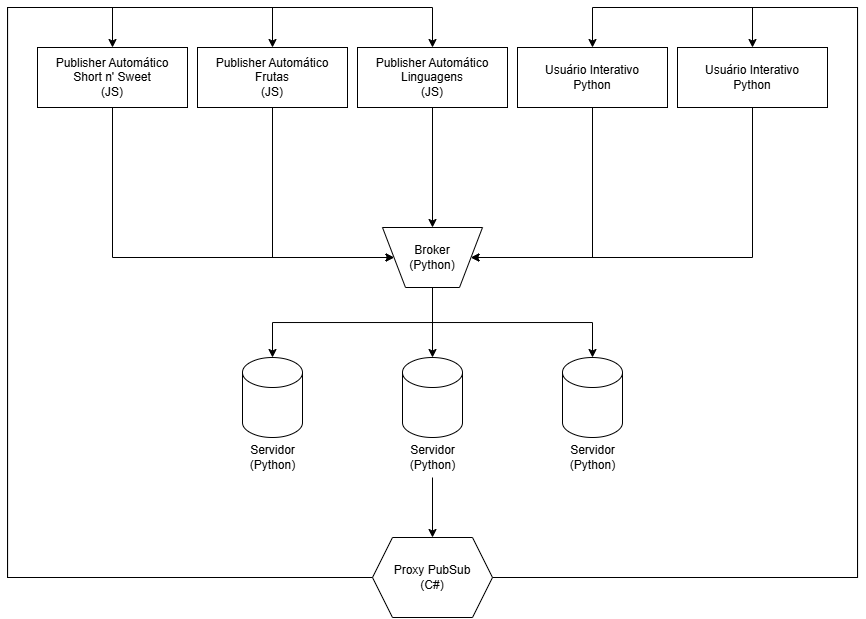 Publisher Automático
Short n' Sweet
(JS)
Publisher Automático
Frutas
(JS)
Publisher Automático
Linguagens
(JS)
Usuário Interativo
Python
Usuário Interativo
Python
Broker
(Python)
Servidor
(Python)
Servidor
(Python)
Servidor
(Python)
Proxy PubSub
(C#)